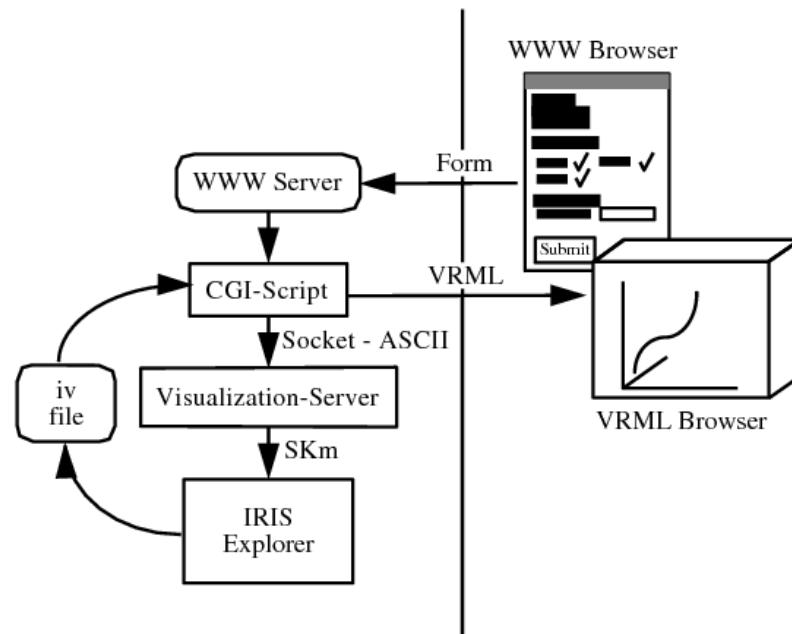 WWW Browser
Form
WWW Server
Submit
VRML
CGI-Script
Socket - ASCII
iv
file
Visualization-Server
VRML Browser
SKm
IRIS
Explorer